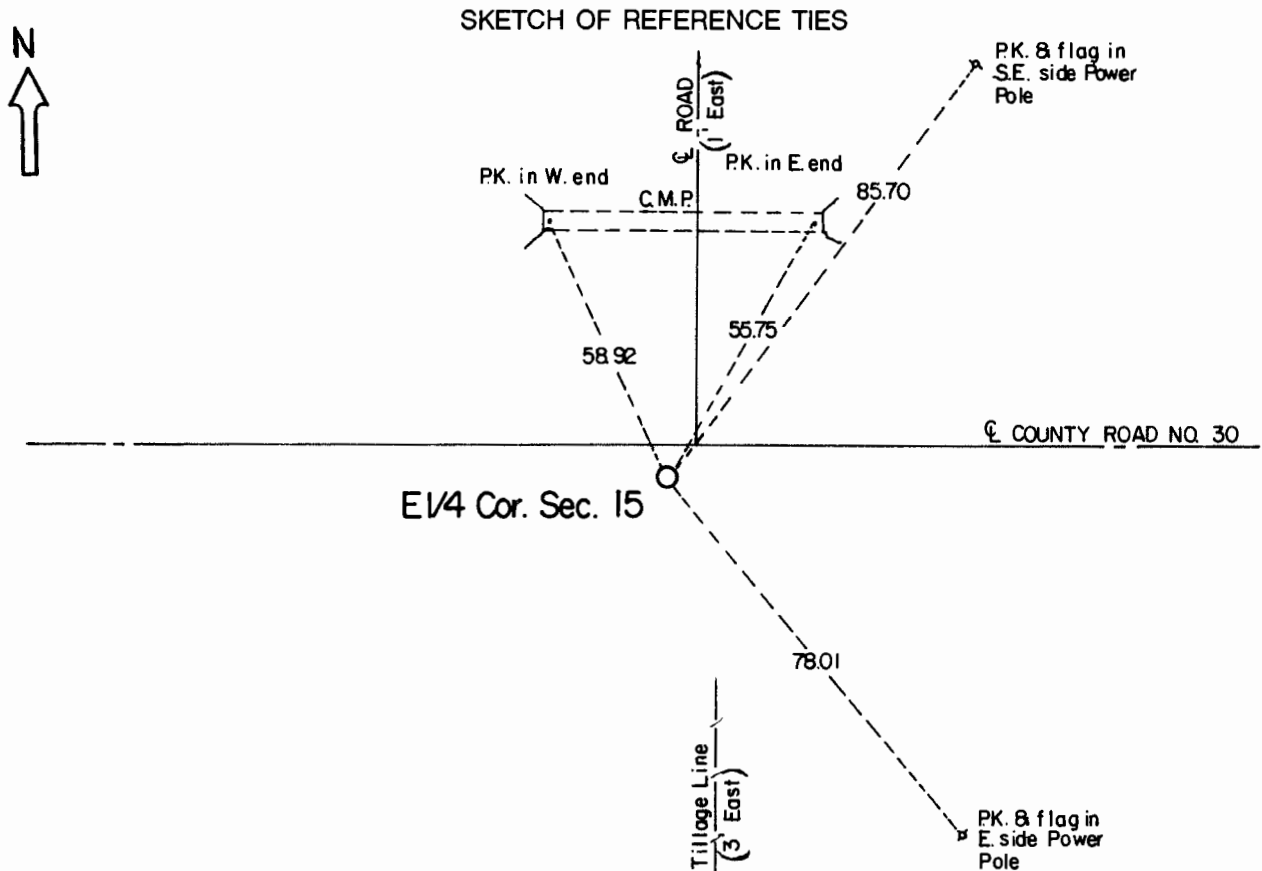 SKETCH OF REFERENCE TIES
N
P.K. & flag in
S.E. side Power
Pole
℄ ROAD
(1' East)
P.K. in W. end
P.K. in E. end
C.M.P.
85.70
55.75
58.92
℄ COUNTY ROAD NO. 30
E1/4 Cor. Sec. 15
78.01
Tillage Line
(3' East)
P.K. & flag in
E. side Power
Pole